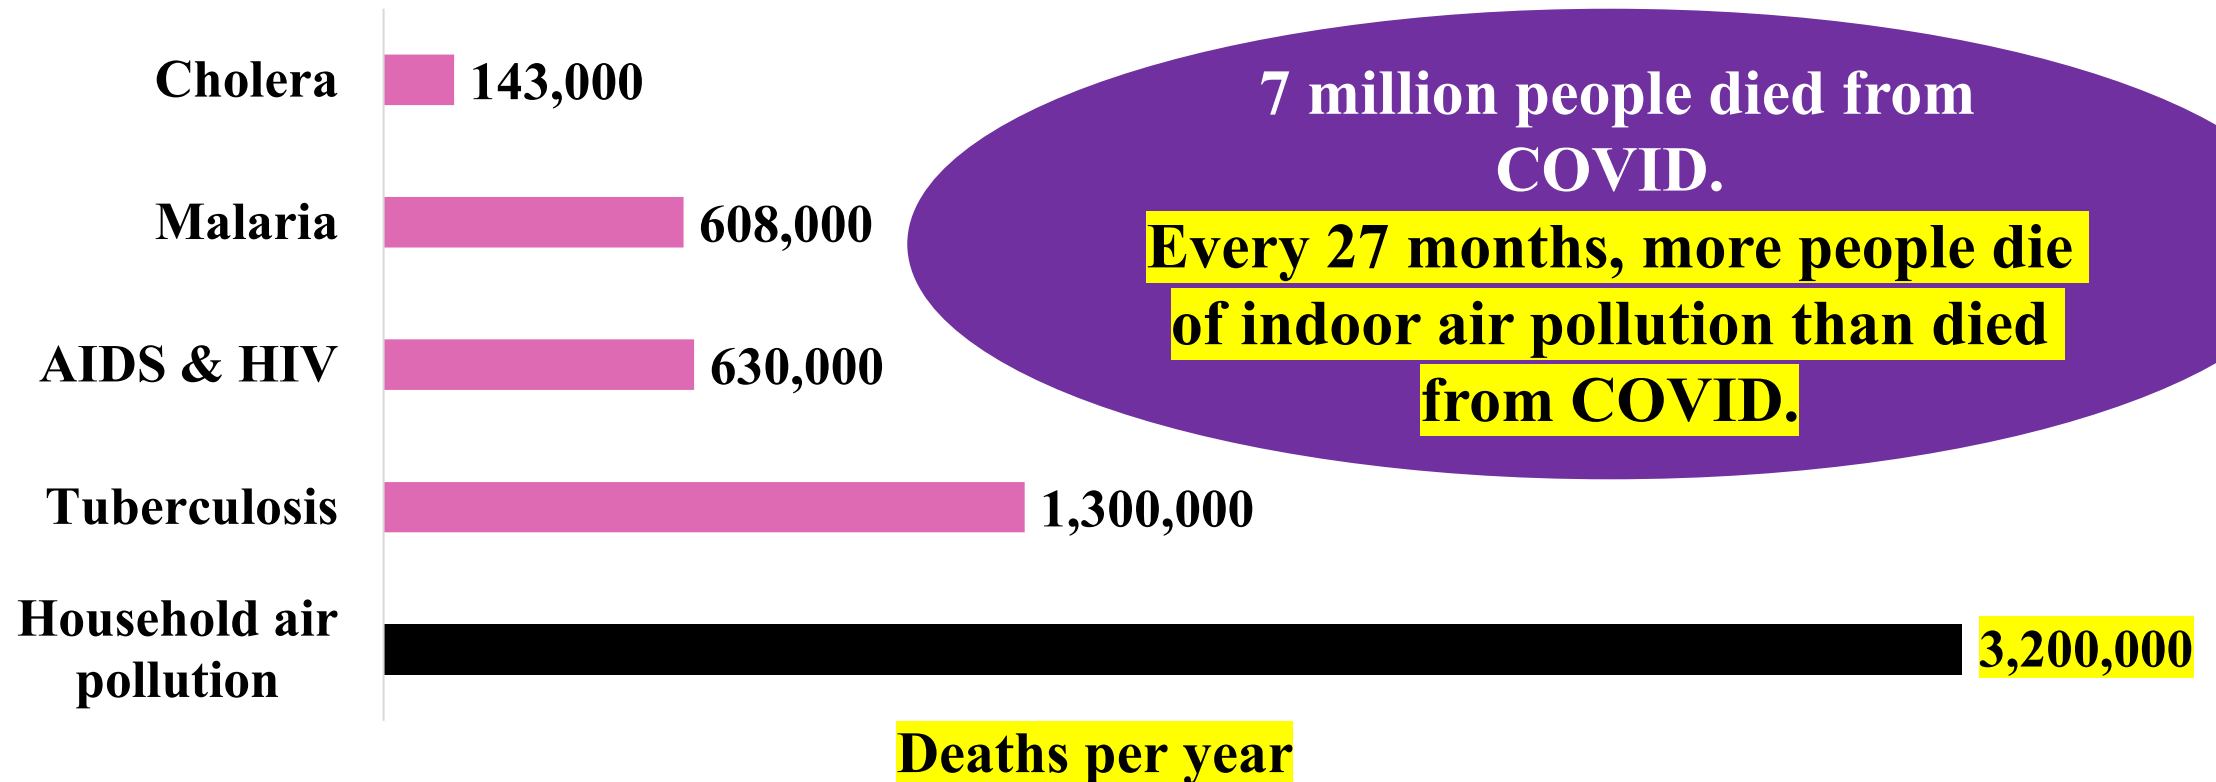 Cholera
143,000
Malaria
608,000
AIDS & HIV
630,000
Tuberculosis
1,300,000
Household air
pollution
3,200,000
Deaths per year
7 million people died from
COVID.
Every 27 months, more people die
of indoor air pollution than died
from COVID.